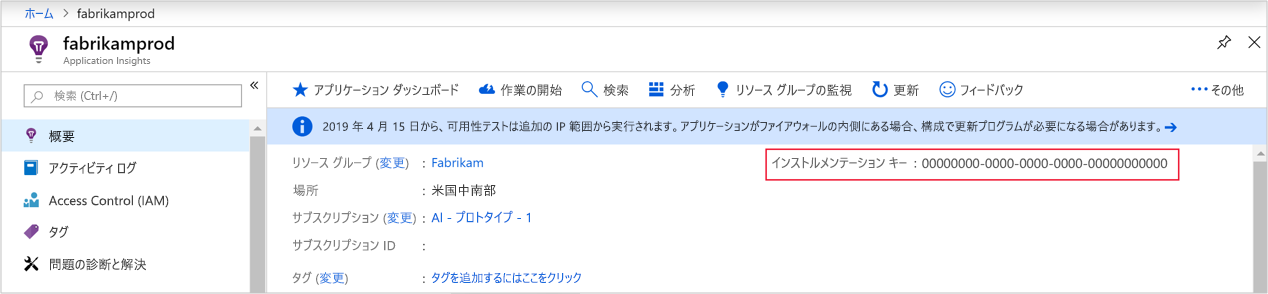 ホーム > fabrikamprod
fabrikamprod
Application Insights
検索 (Ctrl+/)
«
概要
アクティビティ ログ
Access Control (IAM)
タグ
問題の診断と解決
アプリケーション ダッシュボード 作業の開始 検索 分析 リソース グループの監視 更新 フィードバック ••• その他
2019 年 4 月 15 日から、可用性テストは追加の IP 範囲から実行されます。アプリケーションがファイアウォールの内側にある場合、構成で更新プログラムが必要になる場合があります。→
リソース グループ (変更) : Fabrikam
インストルメンテーション キー : 00000000-0000-0000-0000-00000000000
場所 : 米国中南部
サブスクリプション (変更) : AI - プロトタイプ - 1
サブスクリプション ID :
タグ (変更) : タグを追加するにはここをクリック